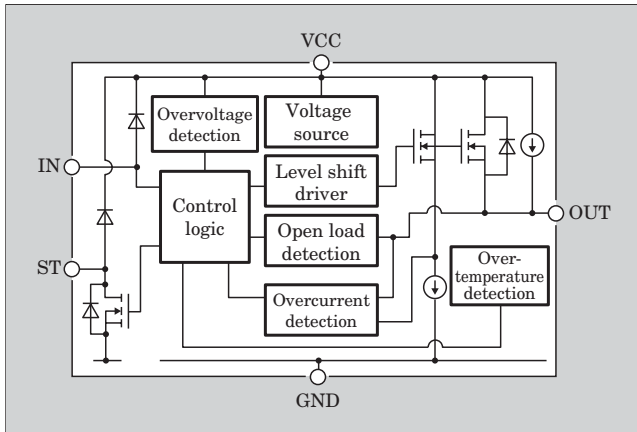 VCC
Overvoltage
detection
Voltage
source
IN
Level shift
driver
Control
logic
OUT
Open load
detection
ST
Over-
temperature
detection
Overcurrent
detection
GND